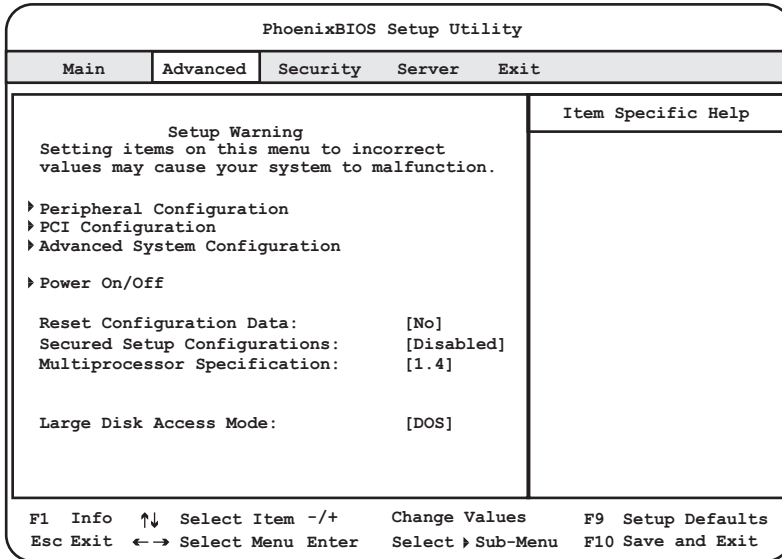 PhoenixBIOS Setup Utility
Main Advanced Security Server Exit
Item Specific Help
Setup Warning
Setting items on this menu to incorrect
values may cause your system to malfunction.
Peripheral Configuration
PCI Configuration
Advanced System Configuration
Power On/Off
Reset Configuration Data: [No]
Secured Setup Configurations: [Disabled]
Multiprocessor Specification: [1.4]
Large Disk Access Mode: [DOS]
F1 Info ↑↓ Select Item -/+ Change Values F9 Setup Defaults
Esc Exit ←→ Select Menu Enter Select ▸ Sub-Menu F10 Save and Exit